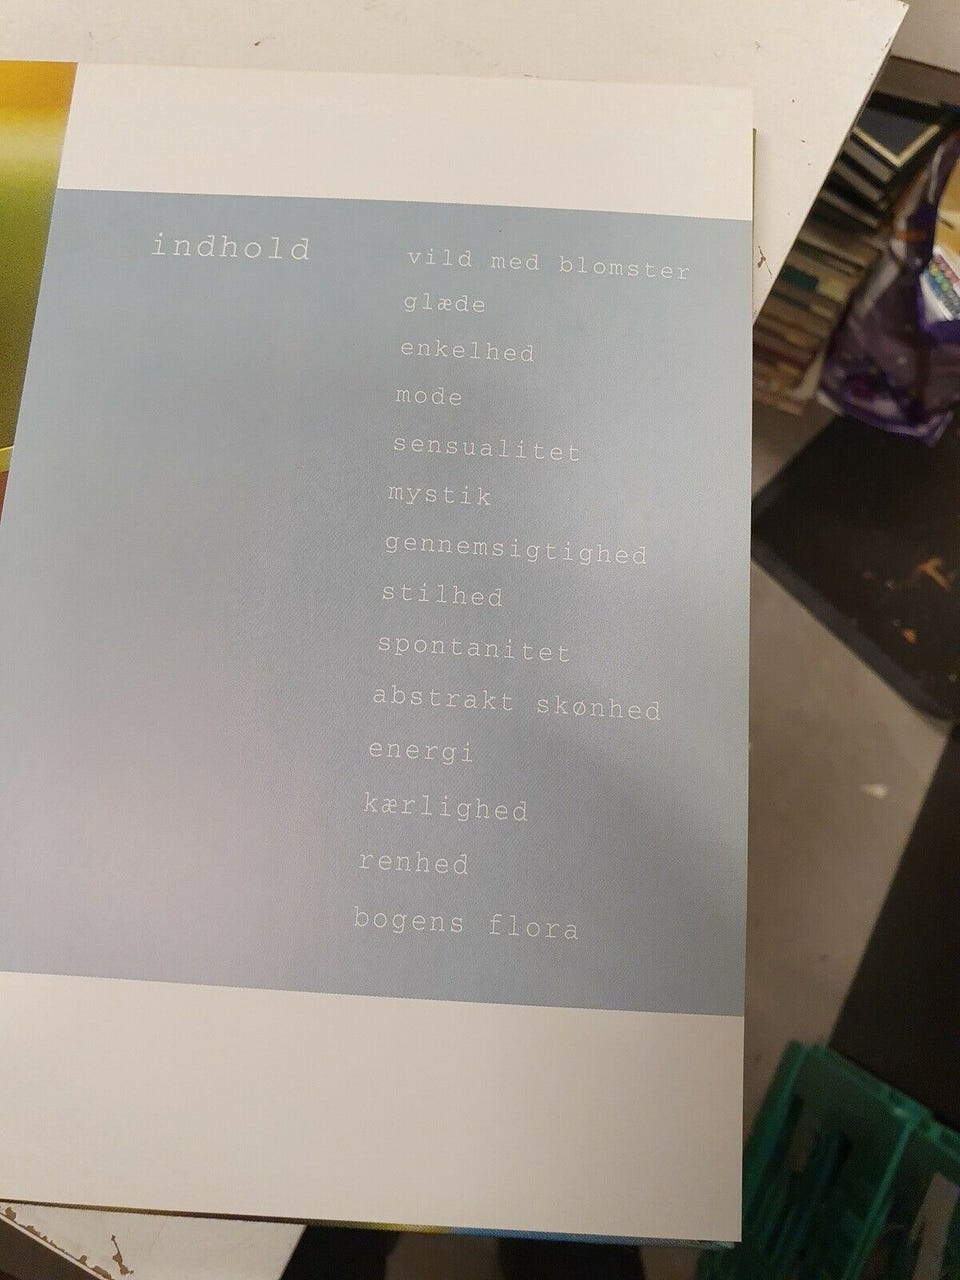 indhold
vild med blomster
glæde
enkelhed
mode
sensualitet
mystik
gennemsigtighed
stilhed
spontanitet
abstrakt skønhed
energi
kærlighed
renhed
bogens flora